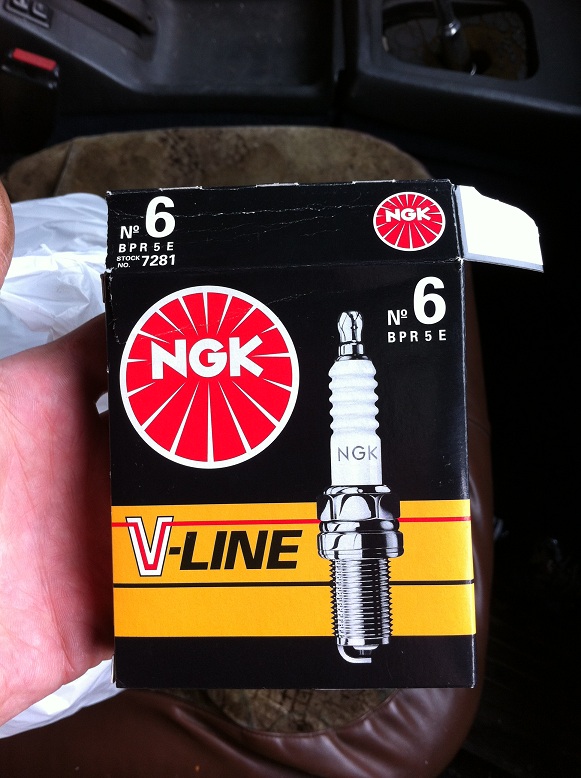 Nº 6
BPR 5 E
STOCK NO. 7281
NGK
Nº 6
BPR 5 E
NGK
NGK
V-LINE